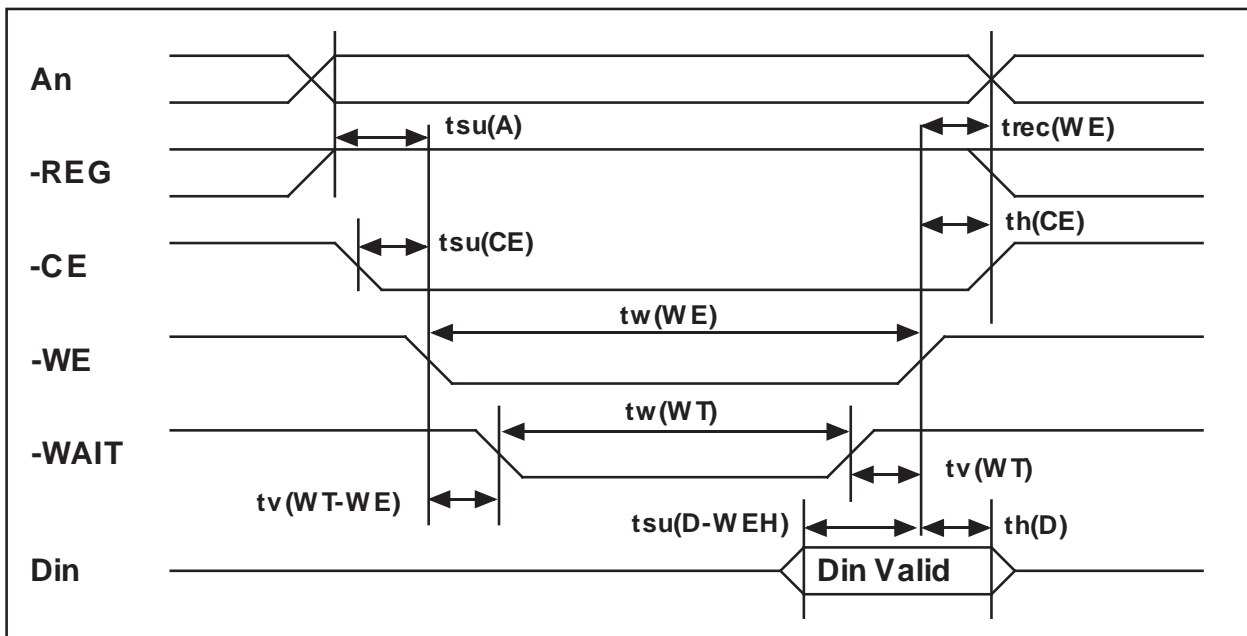 An
tsu(A)
trec(WE)
-REG
th(CE)
tsu(CE)
-CE
tw(WE)
-WE
tw(WT)
-WAIT
tv(WT)
tv(WT-WE)
tsu(D-WEH)
th(D)
Din
Din Valid